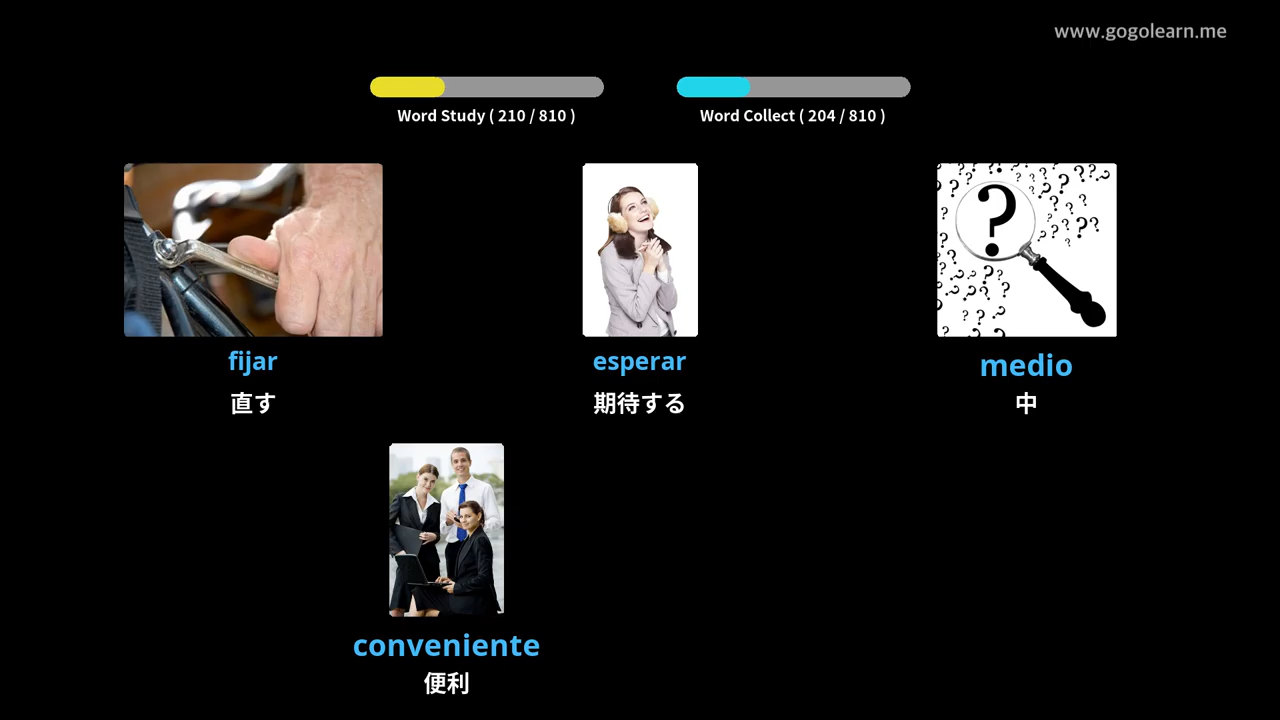 www.gogolearn.me
Word Study ( 210 / 810 )
Word Collect ( 204 / 810 )
fijar
直す
esperar
期待する
medio
中
conveniente
便利